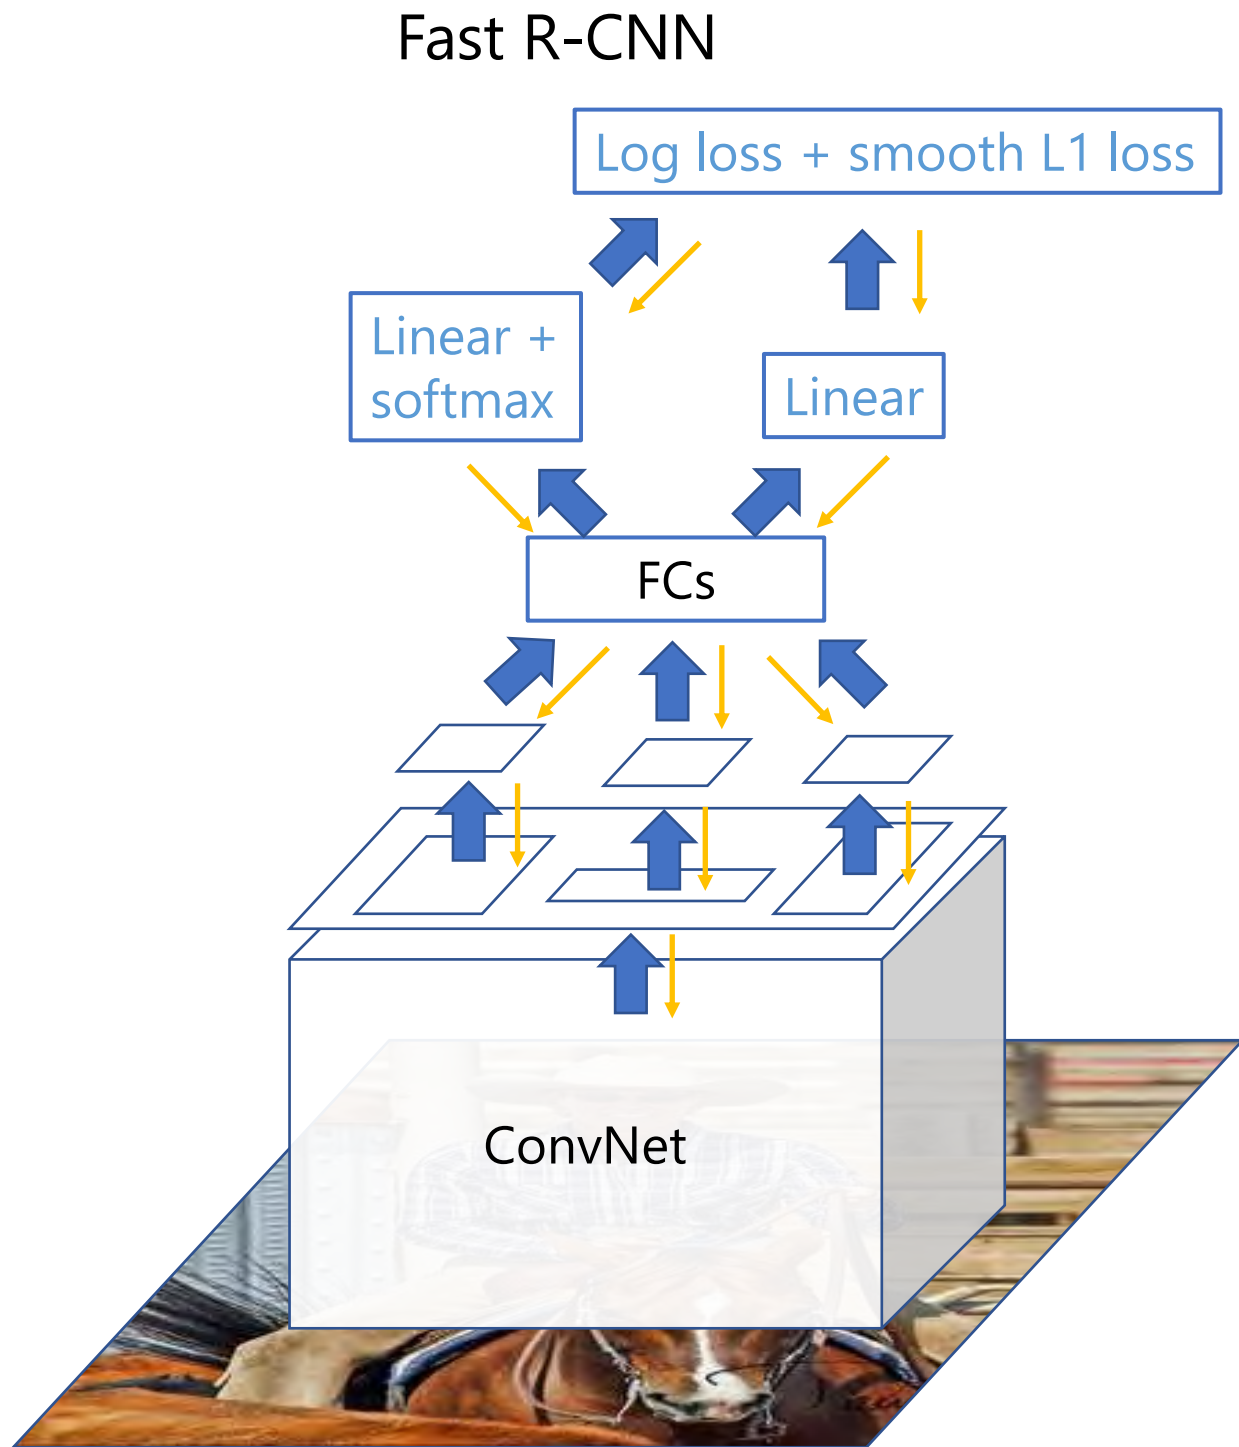 Fast R-CNN
Log loss + smooth L1 loss
Linear +
softmax
Linear
FCs
ConvNet